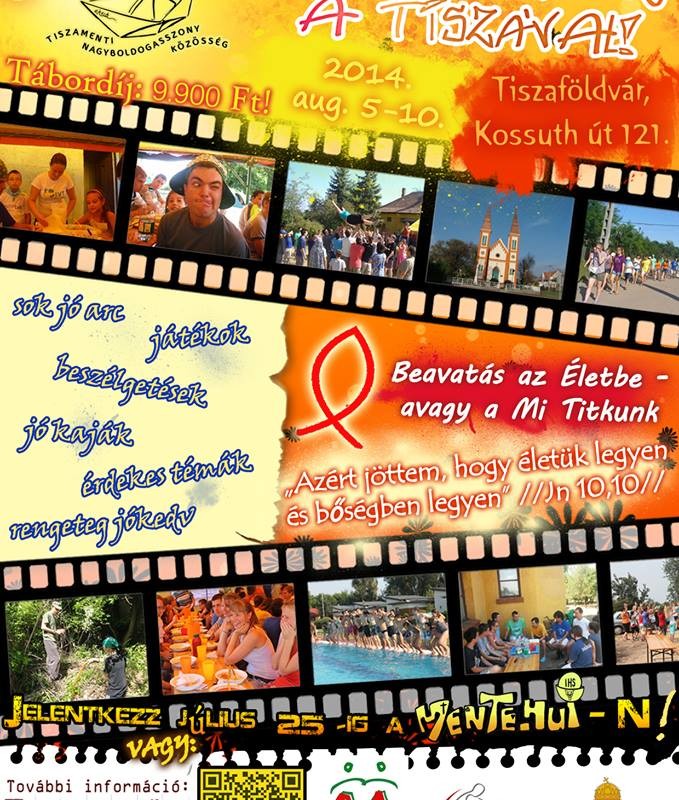 A TISZÁVAL!
TISZAMENTI
NAGYBOLDOGASSZONY
KÖZÖSSÉG
Tábordíj: 9.900 Ft!
2014.
aug. 5-10.
Tiszaföldvár,
Kossuth út 121.
sok jó arc
játékok
beszélgetések
jó kaják
érdekes témák
rengeteg jókedv
Beavatás az Életbe -
avagy a Mi Titkunk
„Azért jöttem, hogy életük legyen
és bőségben legyen" //Jn 10,10//
JELENTKEZZ JÚLIUS 25 -IG A MENTE.HU - N!
IHS
VAGY:
További információ: